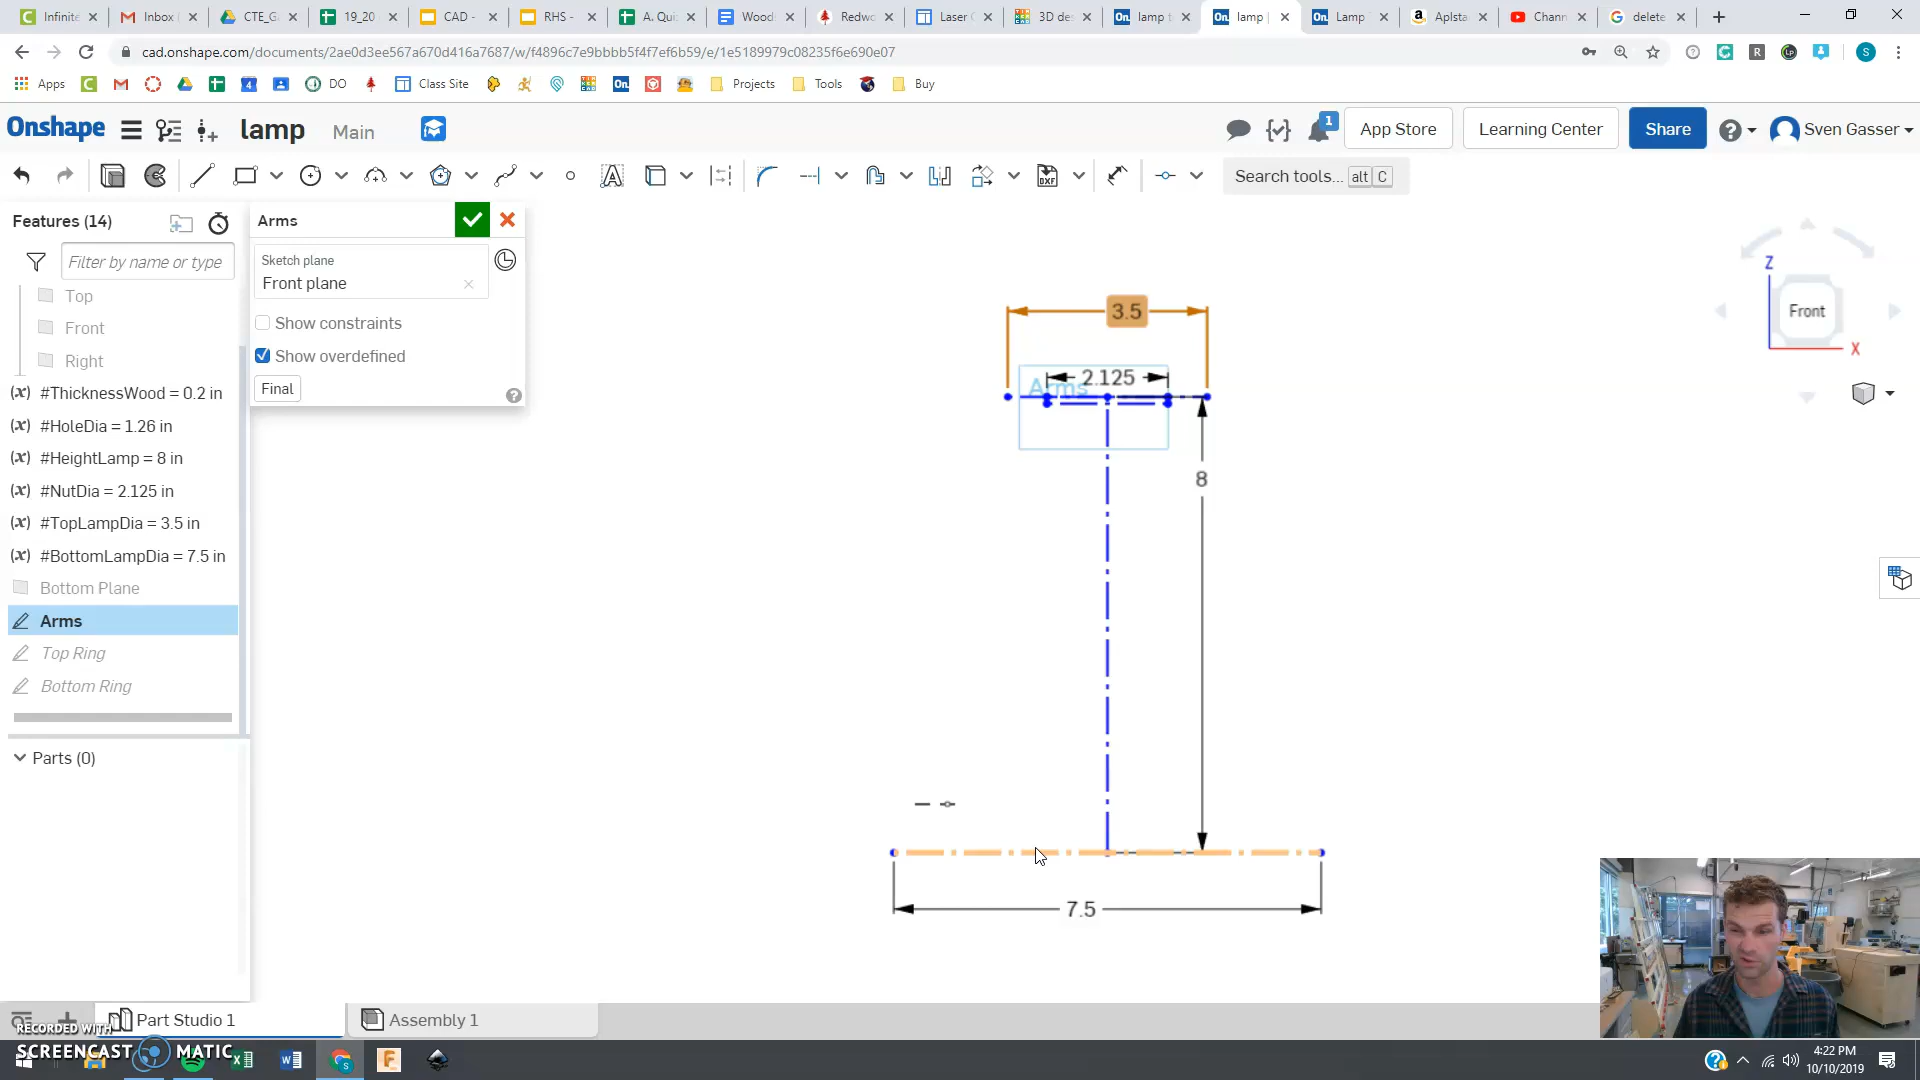 Infinite
Inbox
CTE_G
19_20
CAD -
RHS -
A. Qui
Wood
Redwo
Laser
3D de
lamp t
lamp
Lamp
Aplsta
Chann
delete
cad.onshape.com/documents/2ae0d3ee567a670d416a7687/w/f4896c7e9bbbb5f4f7ef6b59/e/1e5189979c08235f6e690e07
Apps
DO
Class Site
Projects
Tools
Buy
Onshape
lamp
Main
1
App Store
Learning Center
Share
Sven Gasser
Search tools... alt C
Features (14)
Filter by name or type
Top
Front
Right
(x) #ThicknessWood = 0.2 in
(x) #HoleDia = 1.26 in
(x) #HeightLamp = 8 in
(x) #NutDia = 2.125 in
(x) #TopLampDia = 3.5 in
(x) #BottomLampDia = 7.5 in
Bottom Plane
Arms
Top Ring
Bottom Ring
Parts (0)
Arms
Sketch plane
Front plane
Show constraints
Show overdefined
Final
3.5
2.125
Arms
8
7.5
Z
Front
X
Part Studio 1
Assembly 1
RECORDED WITH
SCREENCAST MATIC
4:22 PM
10/10/2019